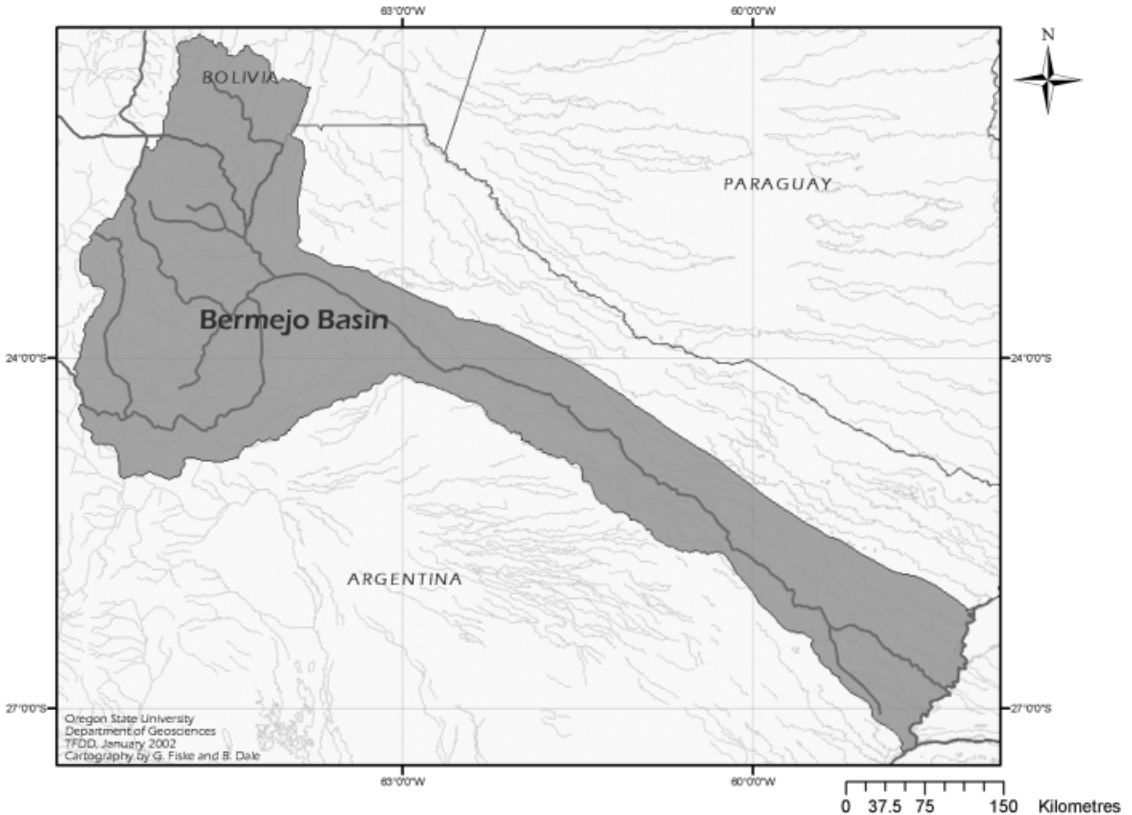 63°0'0"W
60°0'0"W
N
BOLIVIA
PARAGUAY
Bermejo Basin
24°0'0"S
24°0'0"S
ARGENTINA
27°0'0"S
27°0'0"S
Oregon State University
Department of Geosciences
TFDD, January 2002
Cartography by G. Fiske and B. Dale
63°0'0"W
60°0'0"W
0 37.5 75 150 Kilometres